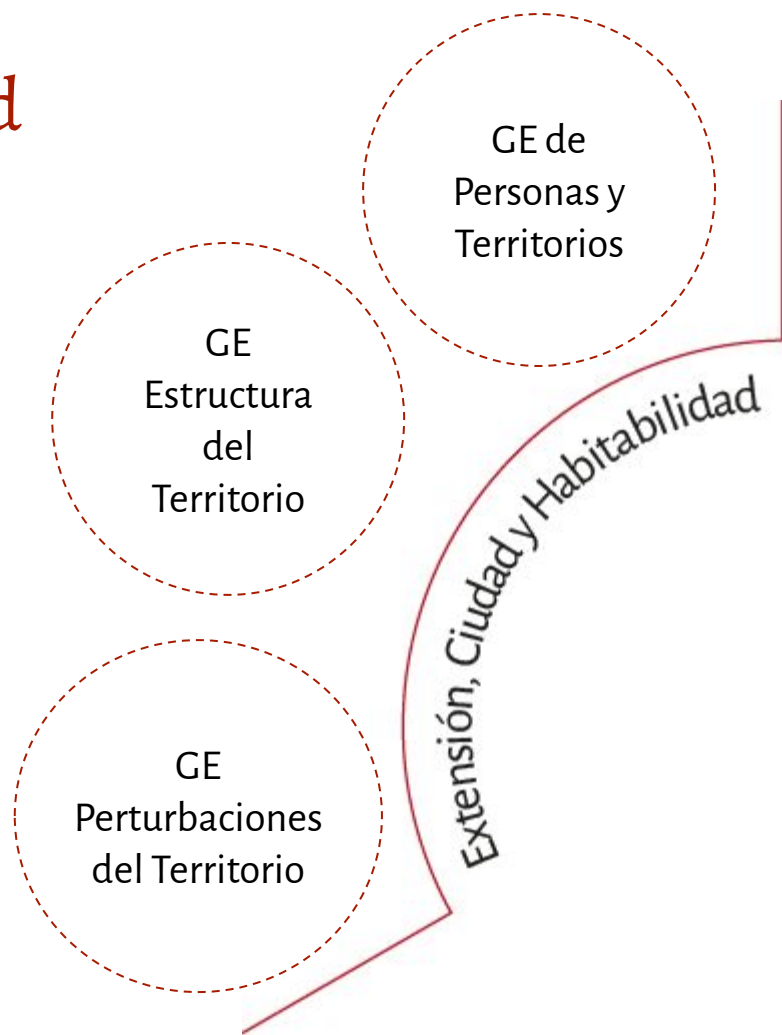 d
GE de
Personas y
Territorios
GE
Estructura
del
Territorio
Extensión, Ciudad y Habitabilidad
GE
Perturbaciones
del Territorio